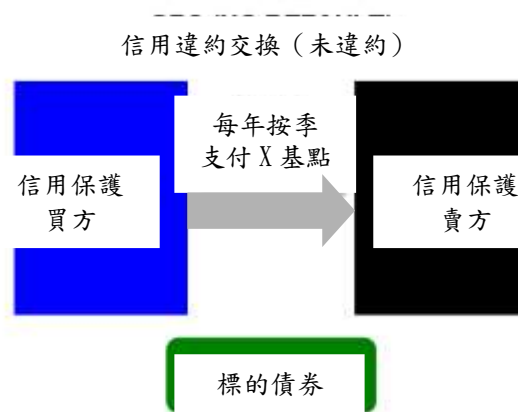 信用違約交換（未違約）
每年按季
支付 X 基點
信用保護
買方
信用保護
賣方
標的債券